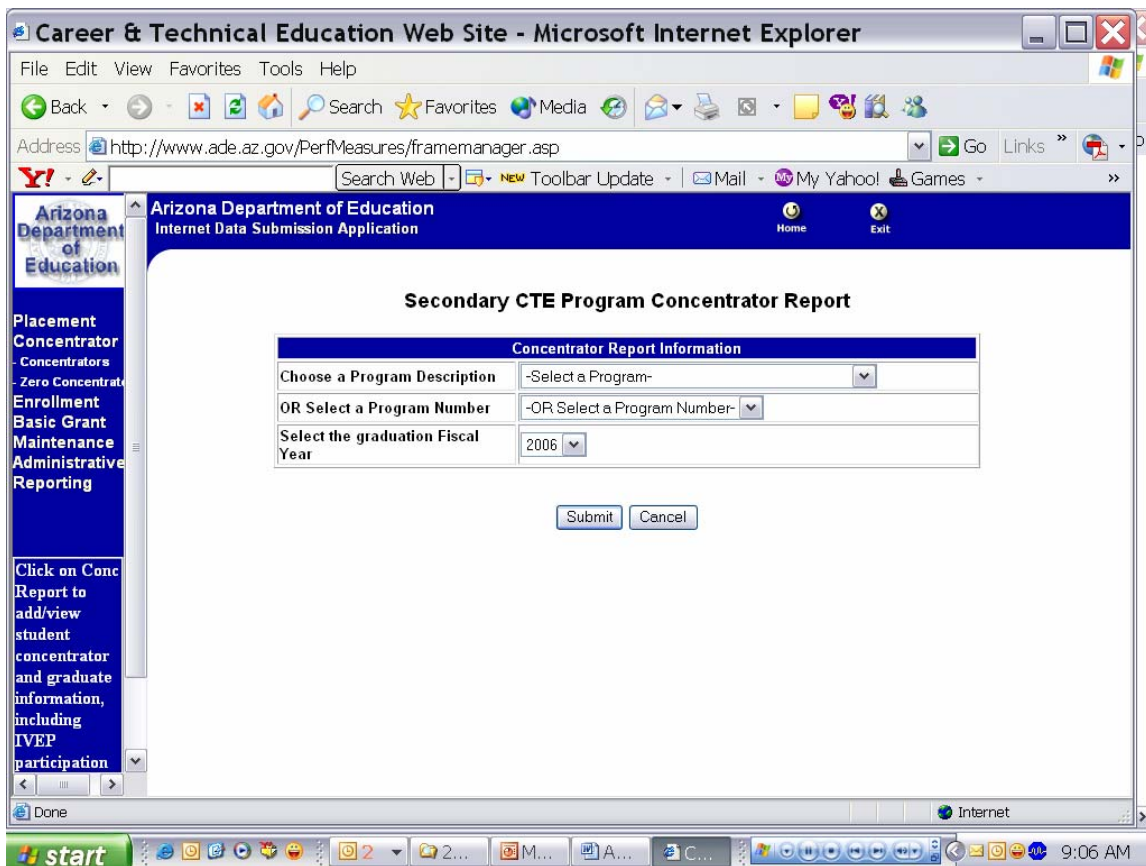 Career & Technical Education Web Site - Microsoft Internet Explorer
File Edit View Favorites Tools Help
Back Search Favorites Media
Address http://www.ade.az.gov/PerfMeasures/framemanager.asp Go Links »
Y! Search Web NEW Toolbar Update Mail My Yahoo! Games »
Arizona Department of Education
Arizona Department of Education
Internet Data Submission Application
Home Exit
Placement
Concentrator
- Concentrators
- Zero Concentrat
Enrollment
Basic Grant
Maintenance
Administrative
Reporting
Click on Conc
Report to
add/view
student
concentrator
and graduate
information,
including
IVEP
participation
Secondary CTE Program Concentrator Report
Concentrator Report Information
Choose a Program Description -Select a Program-
OR Select a Program Number -OR Select a Program Number-
Select the graduation Fiscal
Year 2006
Submit Cancel
Done Internet
start 2 2... M... A... C... 9:06 AM